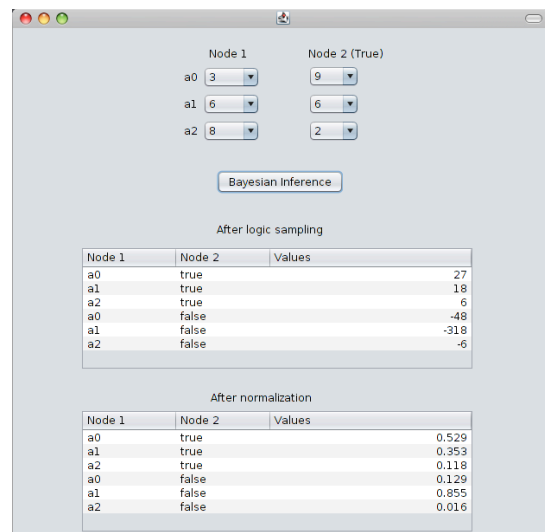 Node 1 Node 2 (True)
a0 3 9
a1 6 6
a2 8 2
Bayesian Inference
After logic sampling
Node 1 Node 2 Values
a0 true 27
a1 true 18
a2 true 6
a0 false -48
a1 false -318
a2 false -6
After normalization
Node 1 Node 2 Values
a0 true 0.529
a1 true 0.353
a2 true 0.118
a0 false 0.129
a1 false 0.855
a2 false 0.016